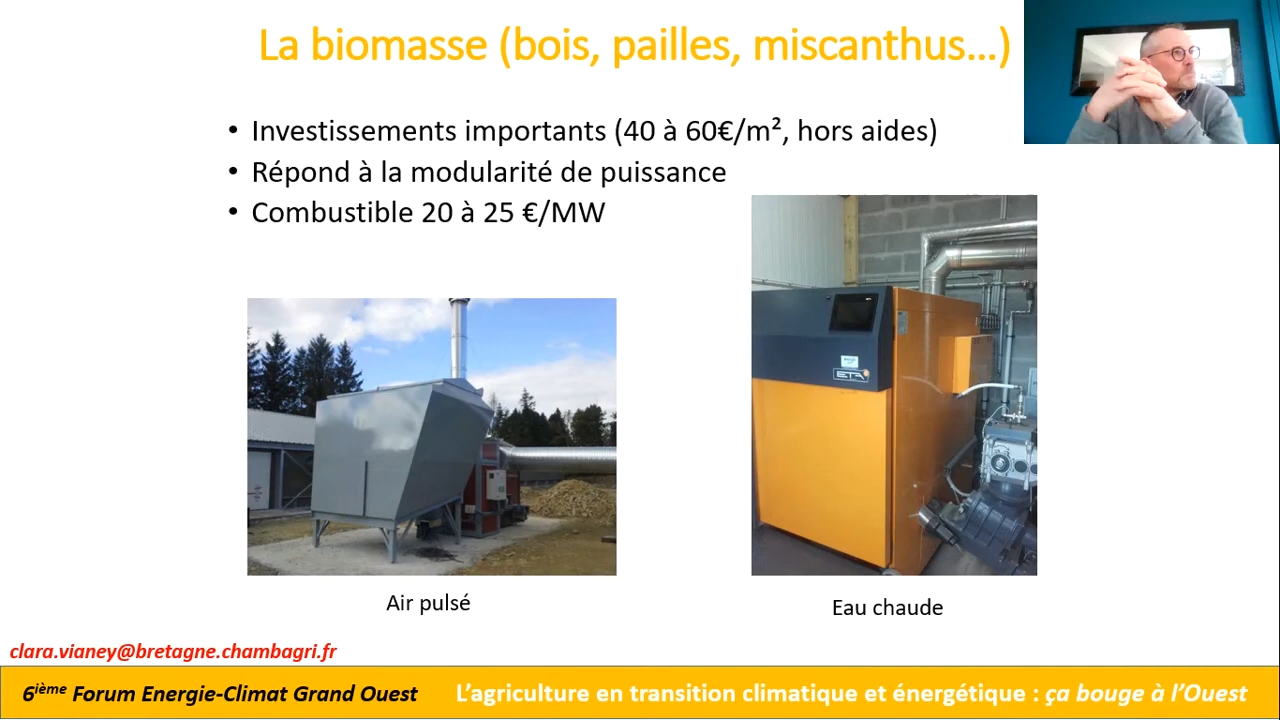 La biomasse (bois, pailles, miscanthus...)
• Investissements importants (40 à 60€/m², hors aides)
• Répond à la modularité de puissance
• Combustible 20 à 25 €/MW
ETA
Air pulsé
Eau chaude
clara.vianey@bretagne.chambagri.fr
6ième Forum Energie-Climat Grand Ouest
L'agriculture en transition climatique et énergétique : ça bouge à l'Ouest